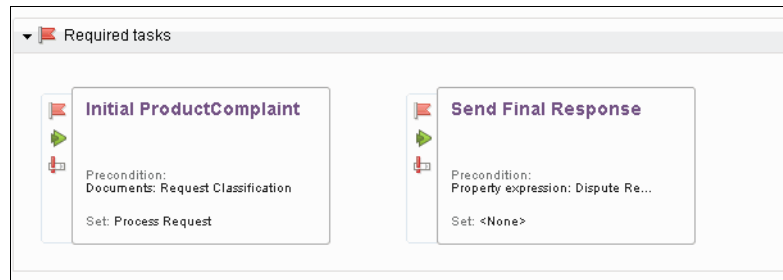 Required tasks
Initial ProductComplaint
Precondition:
Documents: Request Classification
Set: Process Request
Send Final Response
Precondition:
Property expression: Dispute Re...
Set: <None>